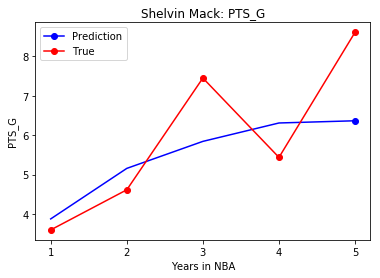 Shelvin Mack: PTS_G
Prediction
True
PTS_G
8
7
6
5
4
1 2 3 4 5
Years in NBA